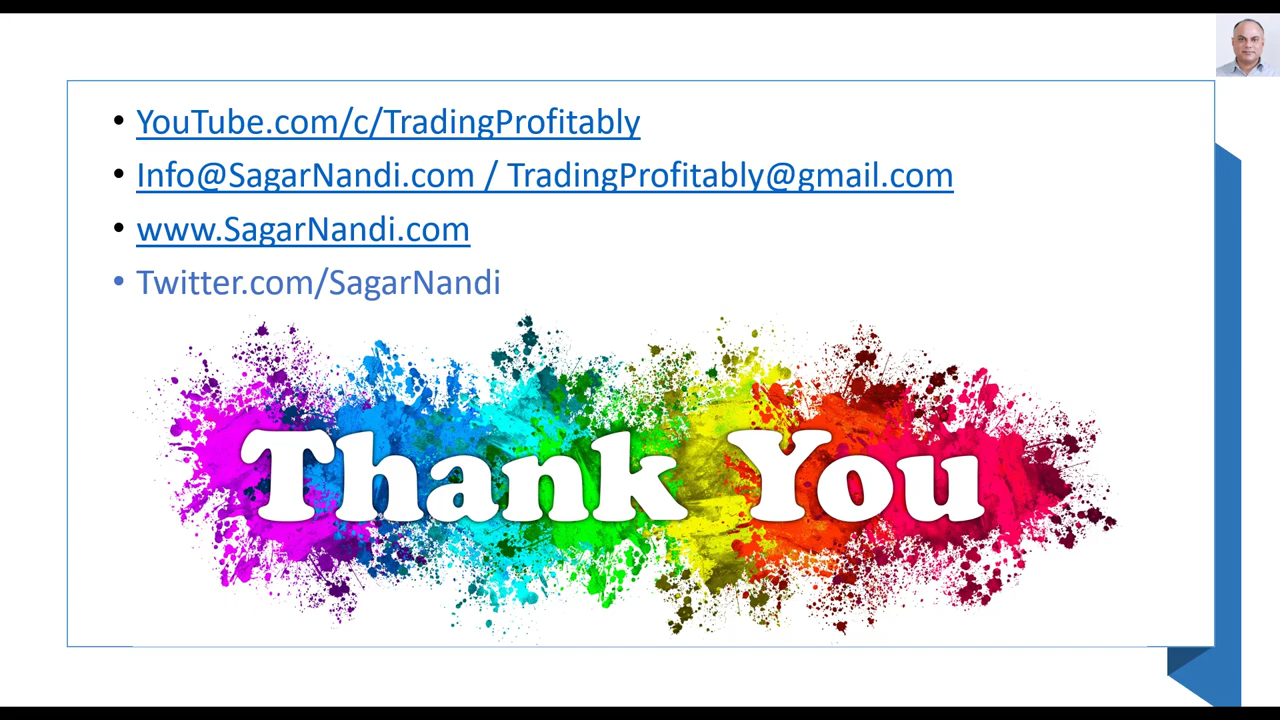 • YouTube.com/c/TradingProfitably
• Info@SagarNandi.com / TradingProfitably@gmail.com
• www.SagarNandi.com
• Twitter.com/SagarNandi
Thank You